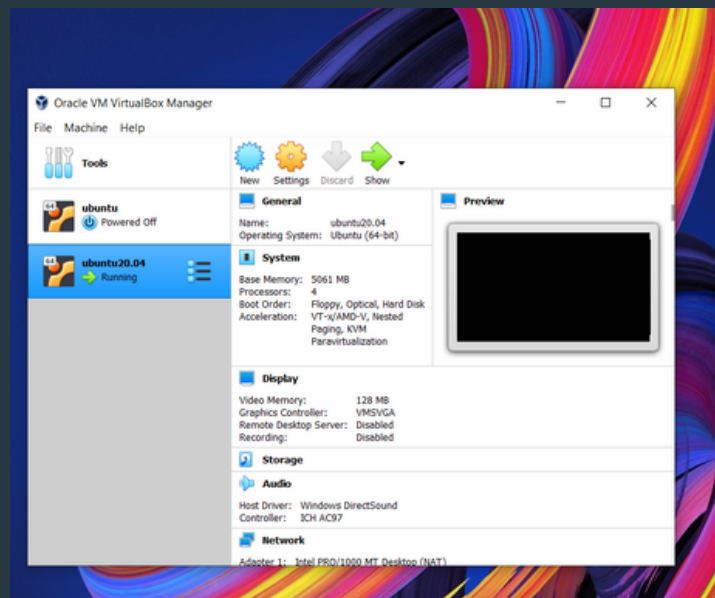 Oracle VM VirtualBox Manager
File Machine Help
Tools
New Settings Discard Show
64
ubuntu
Powered Off
64
ubuntu20.04
Running
General
Name: ubuntu20.04
Operating System: Ubuntu (64-bit)
Preview
System
Base Memory: 5061 MB
Processors: 4
Boot Order: Floppy, Optical, Hard Disk
Acceleration: VT-x/AMD-V, Nested
Paging, KVM
Paravirtualization
Display
Video Memory: 128 MB
Graphics Controller: VMSVGA
Remote Desktop Server: Disabled
Recording: Disabled
Storage
Audio
Host Driver: Windows DirectSound
Controller: ICH AC97
Network
Adapter 1: Intel PRO/1000 MT Desktop (NAT)